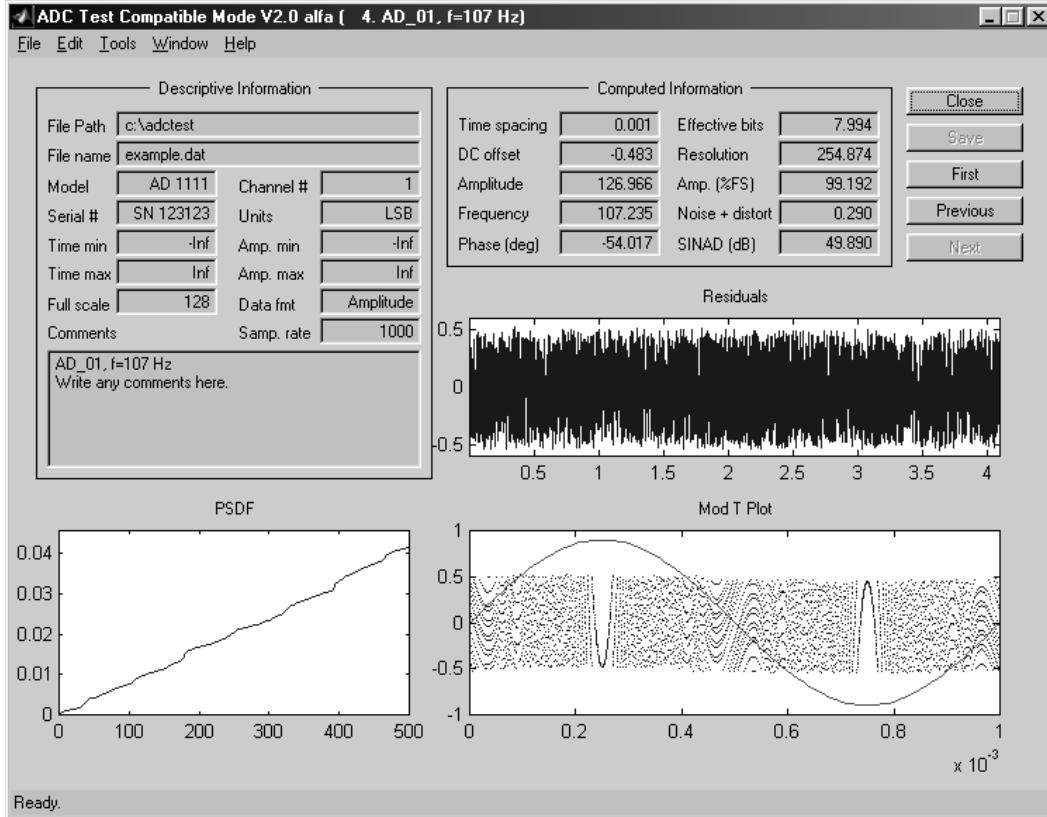 ADC Test Compatible Mode V2.0 alfa ( 4. AD_01, f=107 Hz)
File Edit Tools Window Help
Descriptive Information
File Path c:\adctest
File name example.dat
Model AD 1111 Channel # 1
Serial # SN 123123 Units LSB
Time min -Inf Amp. min -Inf
Time max Inf Amp. max Inf
Full scale 128 Data fmt Amplitude
Comments Samp. rate 1000
AD_01, f=107 Hz
Write any comments here.
Computed Information
Time spacing 0.001 Effective bits 7.994
DC offset -0.483 Resolution 254.874
Amplitude 126.966 Amp. (%FS) 99.192
Frequency 107.235 Noise + distort 0.290
Phase (deg) -54.017 SINAD (dB) 49.890
Close
Save
First
Previous
Next
Residuals
0.5
0
-0.5
0.5 1 1.5 2 2.5 3 3.5 4
PSDF
0.04
0.03
0.02
0.01
0
0 100 200 300 400 500
Mod T Plot
1
0.5
0
-0.5
-1
0 0.2 0.4 0.6 0.8 1
x 10-3
Ready.